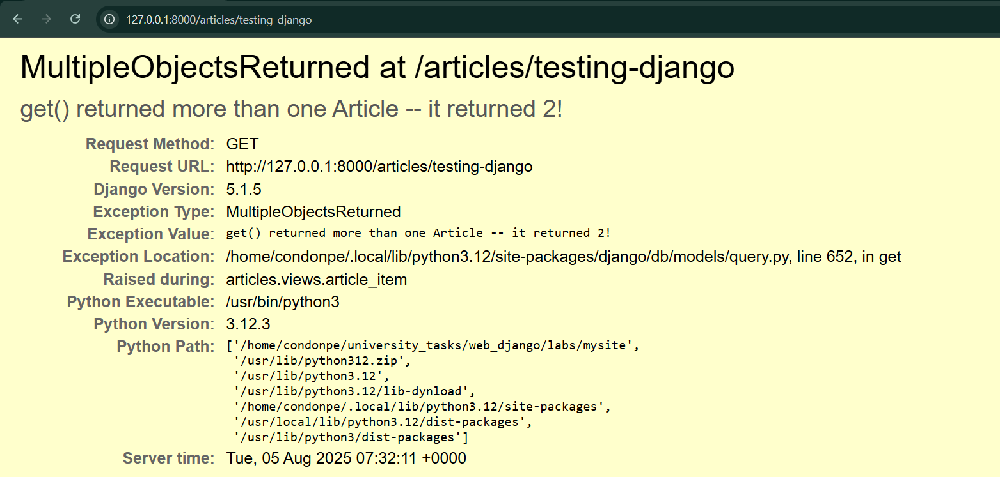 127.0.0.1:8000/articles/testing-django
MultipleObjectsReturned at /articles/testing-django
get() returned more than one Article -- it returned 2!
Request Method: GET
Request URL: http://127.0.0.1:8000/articles/testing-django
Django Version: 5.1.5
Exception Type: MultipleObjectsReturned
Exception Value: get() returned more than one Article -- it returned 2!
Exception Location: /home/condonpe/.local/lib/python3.12/site-packages/django/db/models/query.py, line 652, in get
Raised during: articles.views.article_item
Python Executable: /usr/bin/python3
Python Version: 3.12.3
Python Path: ['/home/condonpe/university_tasks/web_django/labs/mysite',
'/usr/lib/python312.zip',
'/usr/lib/python3.12',
'/usr/lib/python3.12/lib-dynload',
'/home/condonpe/.local/lib/python3.12/site-packages',
'/usr/local/lib/python3.12/dist-packages',
'/usr/lib/python3/dist-packages']
Server time: Tue, 05 Aug 2025 07:32:11 +0000